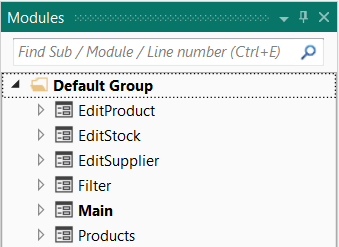 Modules
Find Sub / Module / Line number (Ctrl+E)
Default Group
EditProduct
EditStock
EditSupplier
Filter
Main
Products